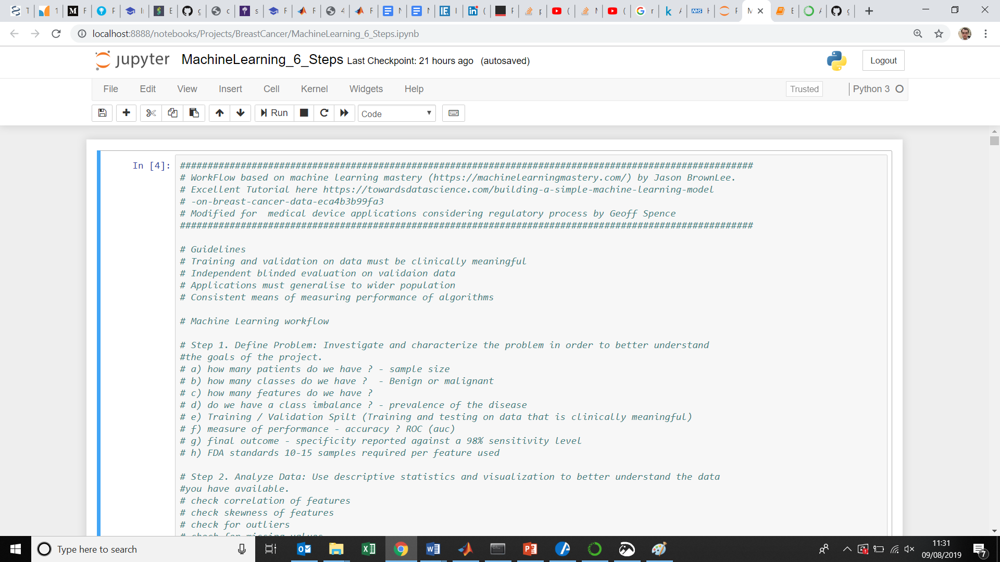 localhost:8888/notebooks/Projects/BreastCancer/MachineLearning_6_Steps.ipynb
jupyter MachineLearning_6_Steps Last Checkpoint: 21 hours ago (autosaved)
Logout
File Edit View Insert Cell Kernel Widgets Help Trusted Python 3
Run Code
In [4]: ########################################################################################################
# WorkFlow based on machine learning mastery (https://machinelearningmastery.com/) by Jason BrownLee.
# Excellent Tutorial here https://towardsdatascience.com/building-a-simple-machine-learning-model
# -on-breast-cancer-data-eca4b3b99fa3
# Modified for  medical device applications considering regulatory process by Geoff Spence
########################################################################################################
# Guidelines
# Training and validation on data must be clinically meaningful
# Independent blinded evaluation on validaion data
# Applications must generalise to wider population
# Consistent means of measuring performance of algorithms
# Machine Learning workflow
# Step 1. Define Problem: Investigate and characterize the problem in order to better understand
#the goals of the project.
# a) how many patients do we have ? - sample size
# b) how many classes do we have ?  - Benign or malignant
# c) how many features do we have ?
# d) do we have a class imbalance ? - prevalence of the disease
# e) Training / Validation Spilt (Training and testing on data that is clinically meaningful)
# f) measure of performance - accuracy ? ROC (auc)
# g) final outcome - specificity reported against a 98% sensitivity level
# h) FDA standards 10-15 samples required per feature used
# Step 2. Analyze Data: Use descriptive statistics and visualization to better understand the data
#you have available.
# check correlation of features
# check skewness of features
# check for outliers
# check for missing values
Type here to search
11:31
09/08/2019
7